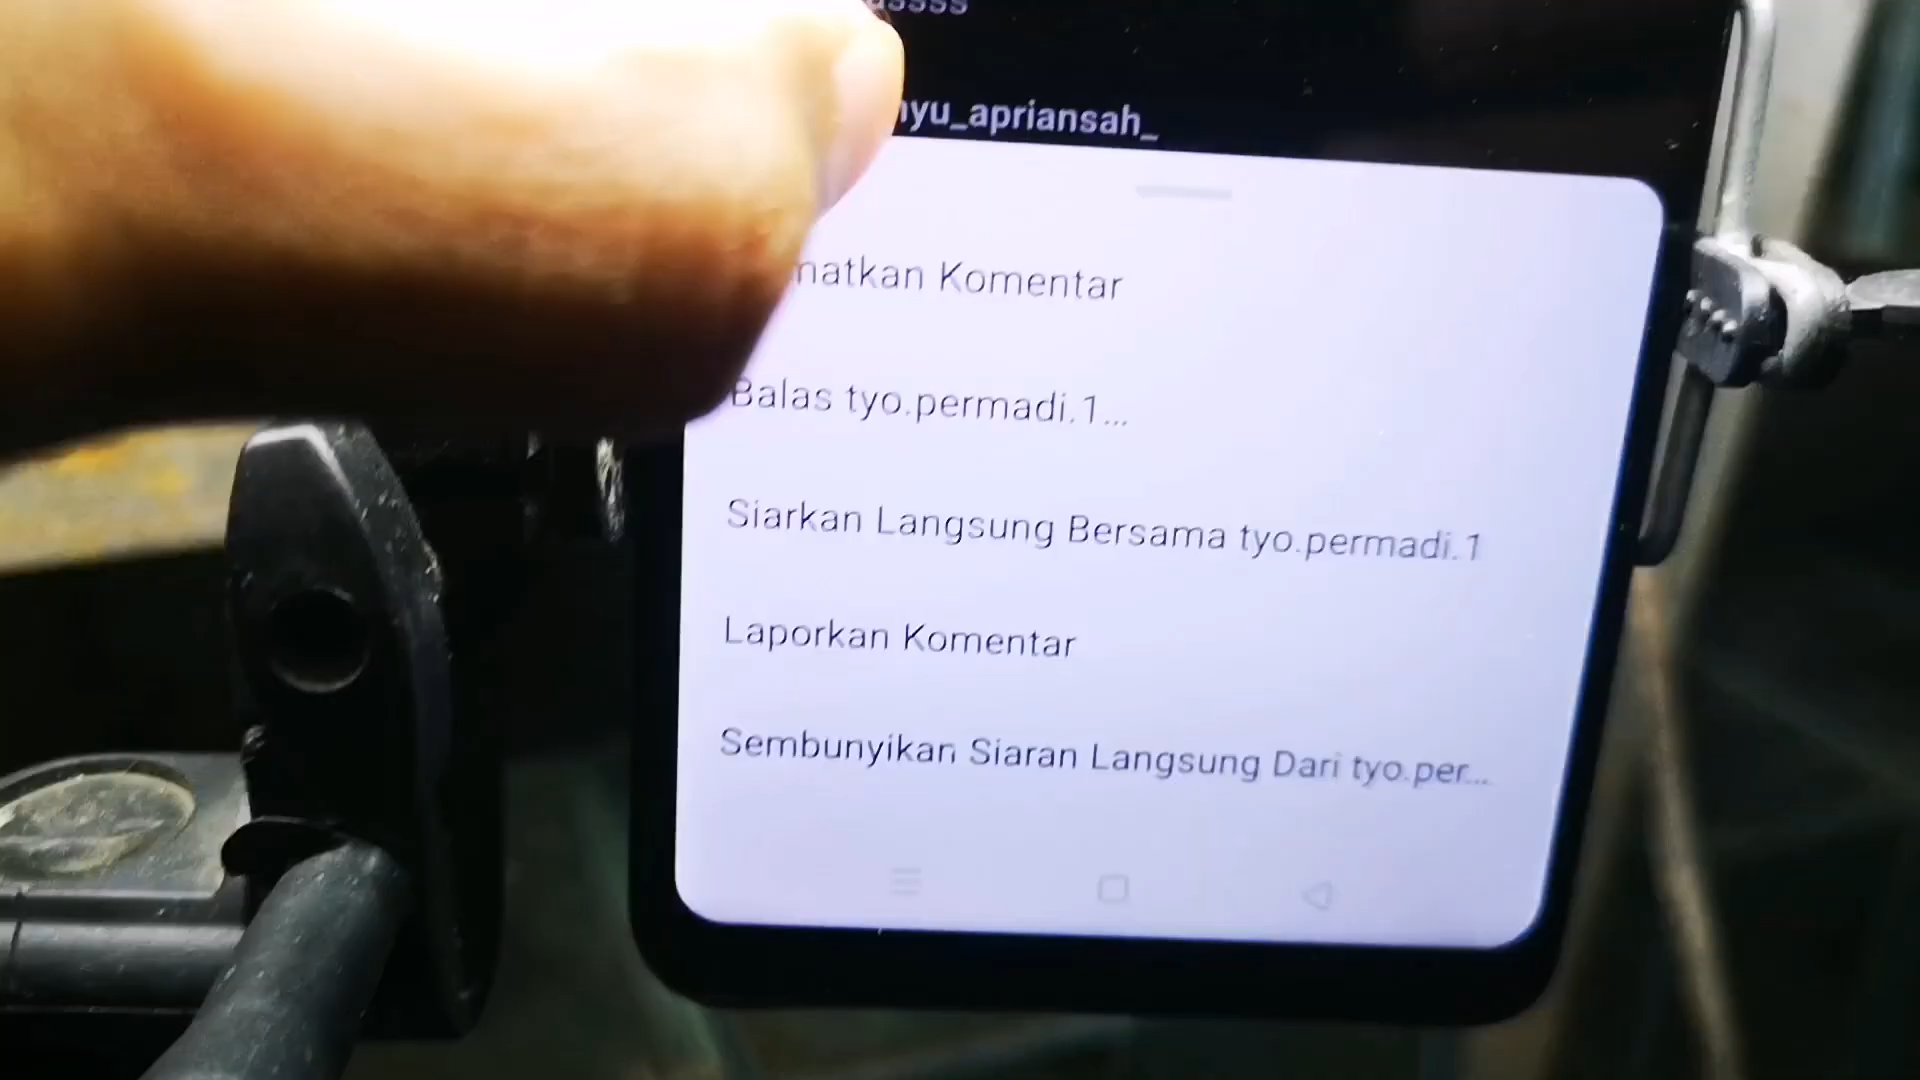 yu_apriansah_
matkan Komentar
Balas tyo.permadi.1...
Siarkan Langsung Bersama tyo.permadi.1
Laporkan Komentar
Sembunyikan Siaran Langsung Dari tyo.per...